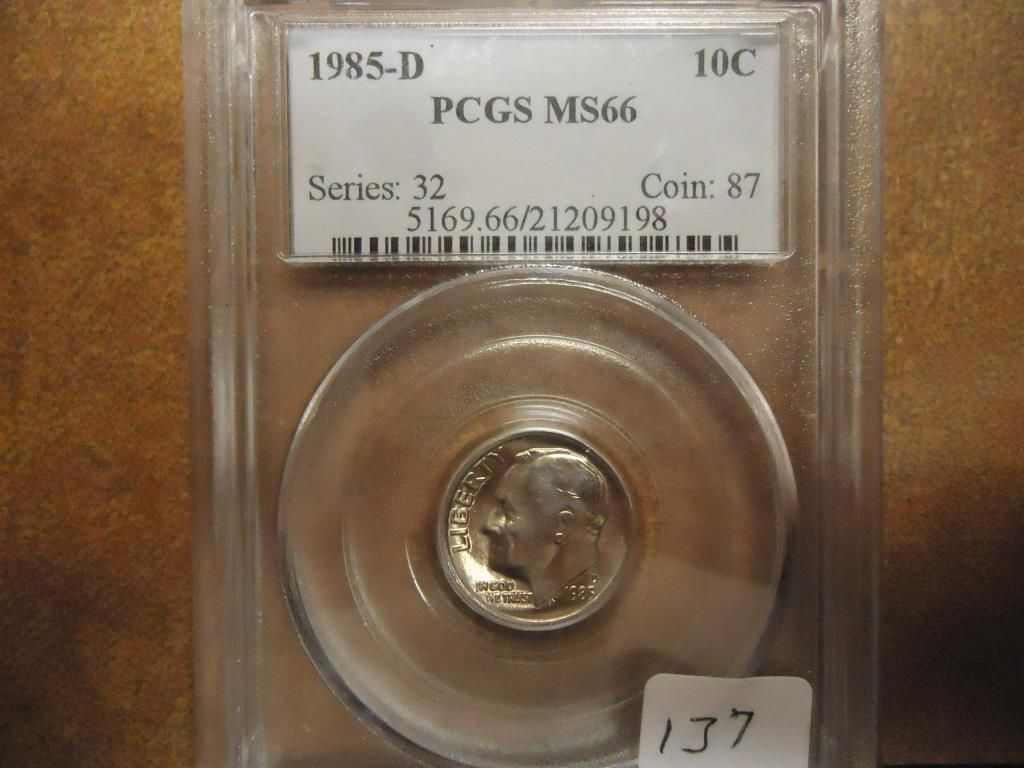 1985-D 10C
PCGS MS66
Series: 32 Coin: 87
5169.66/21209198
LIBERTY
IN GOD
WE TRUST
D
1985
137